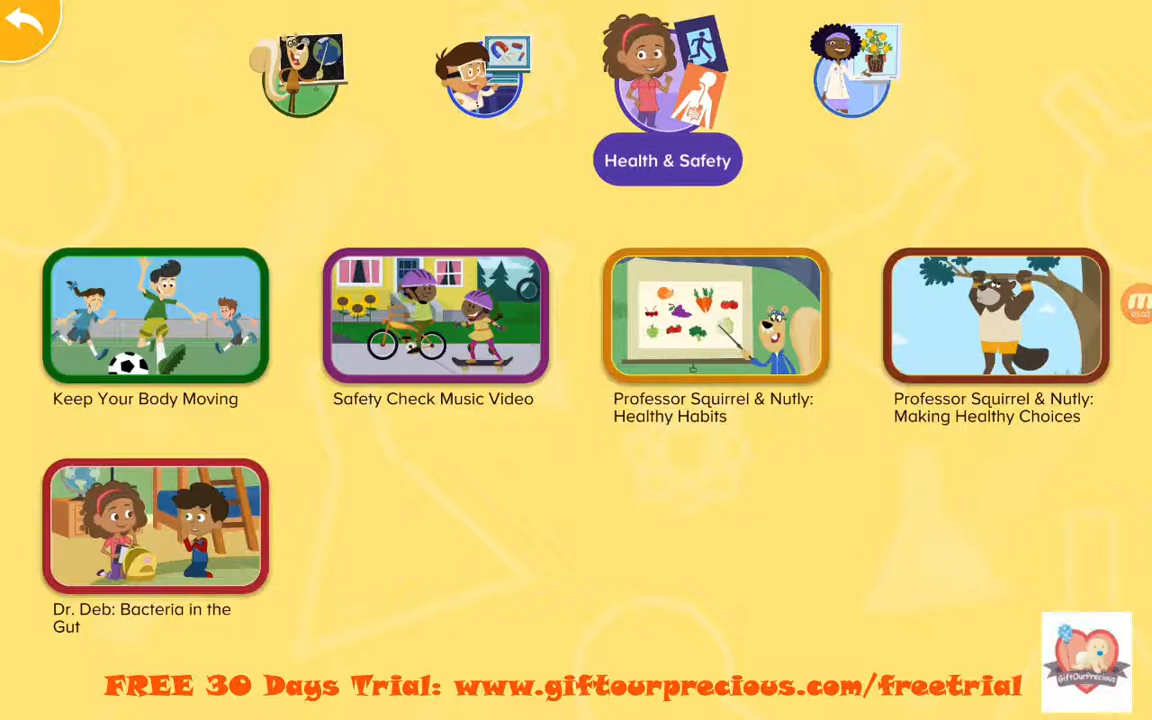 Health & Safety
Keep Your Body Moving
Safety Check Music Video
Professor Squirrel & Nutly:
Healthy Habits
Professor Squirrel & Nutly:
Making Healthy Choices
Dr. Deb: Bacteria in the
Gut
GiftOurPrecious
FREE 30 Days Trial: www.giftourprecious.com/freetrial